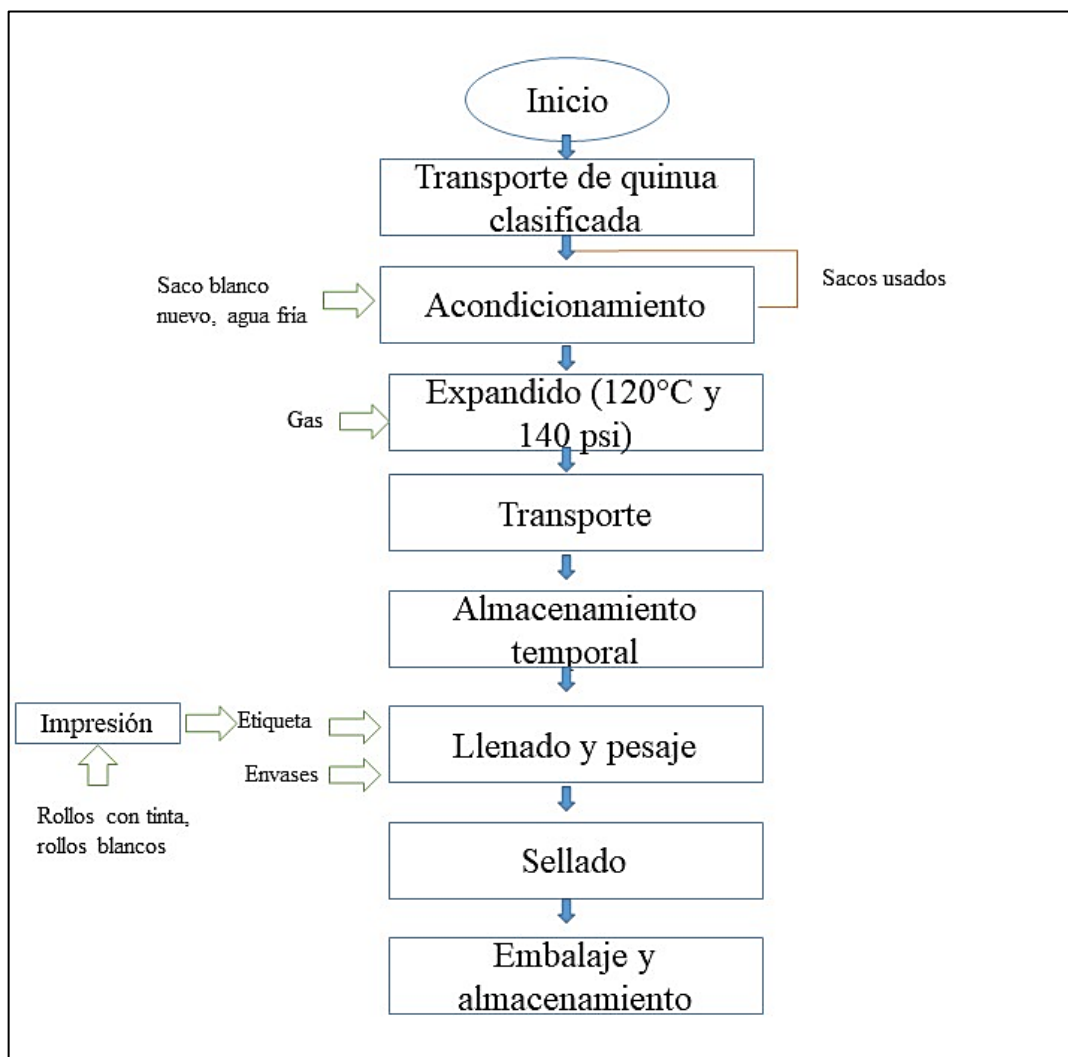 Inicio
Transporte de quinua
clasificada
Saco blanco
nuevo, agua fría
Acondicionamiento
Sacos usados
Gas
Expandido (120°C y
140 psi)
Transporte
Almacenamiento
temporal
Impresión
Etiqueta
Envases
Llenado y pesaje
Rollos con tinta,
rollos blancos
Sellado
Embalaje y
almacenamiento